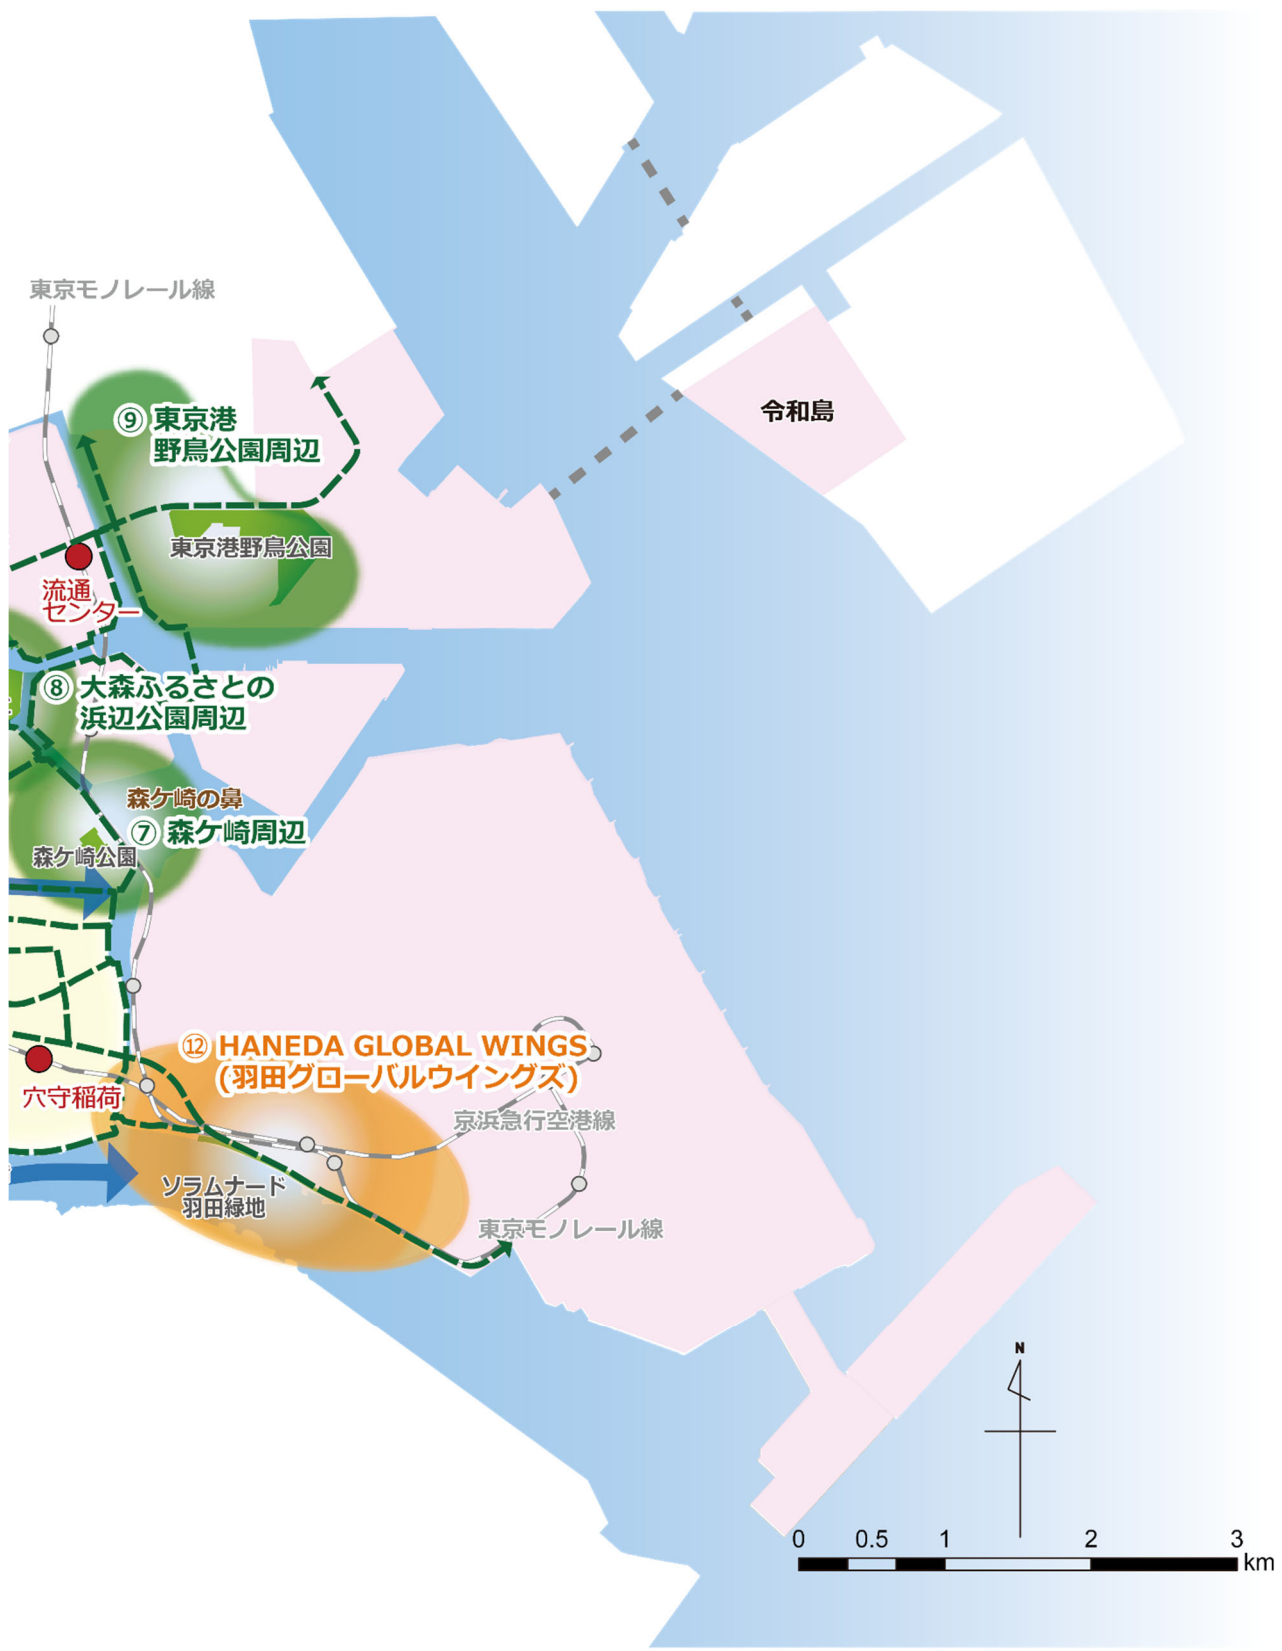 東京モノレール線
⑨ 東京港
野鳥公園周辺
令和島
東京港野鳥公園
流通
センター
⑧ 大森ふるさとの
浜辺公園周辺
森ケ崎の鼻
⑦ 森ケ崎周辺
森ケ崎公園
⑫ HANEDA GLOBAL WINGS
(羽田グローバルウイングズ)
穴守稲荷
京浜急行空港線
ソラムナード
羽田緑地
東京モノレール線
N
0 0.5 1 2 3
km